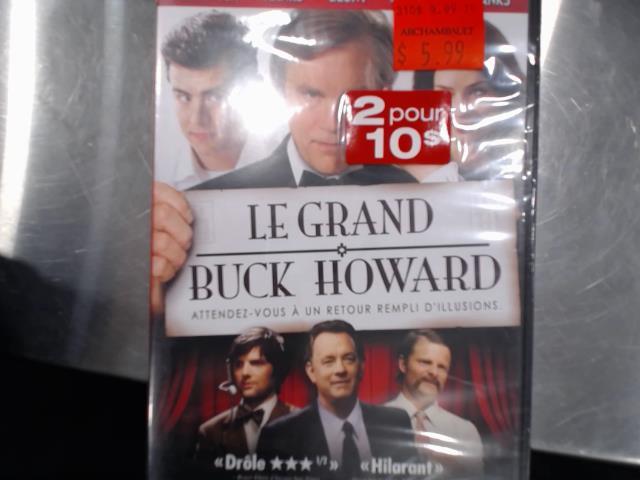 ARCHAMBAULT
$ 5.99
2 pour
10$
LE GRAND
BUCK HOWARD
ATTENDEZ-VOUS À UN RETOUR REMPLI D'ILLUSIONS.
«Drôle ★★★ 1/2» «Hilarant»